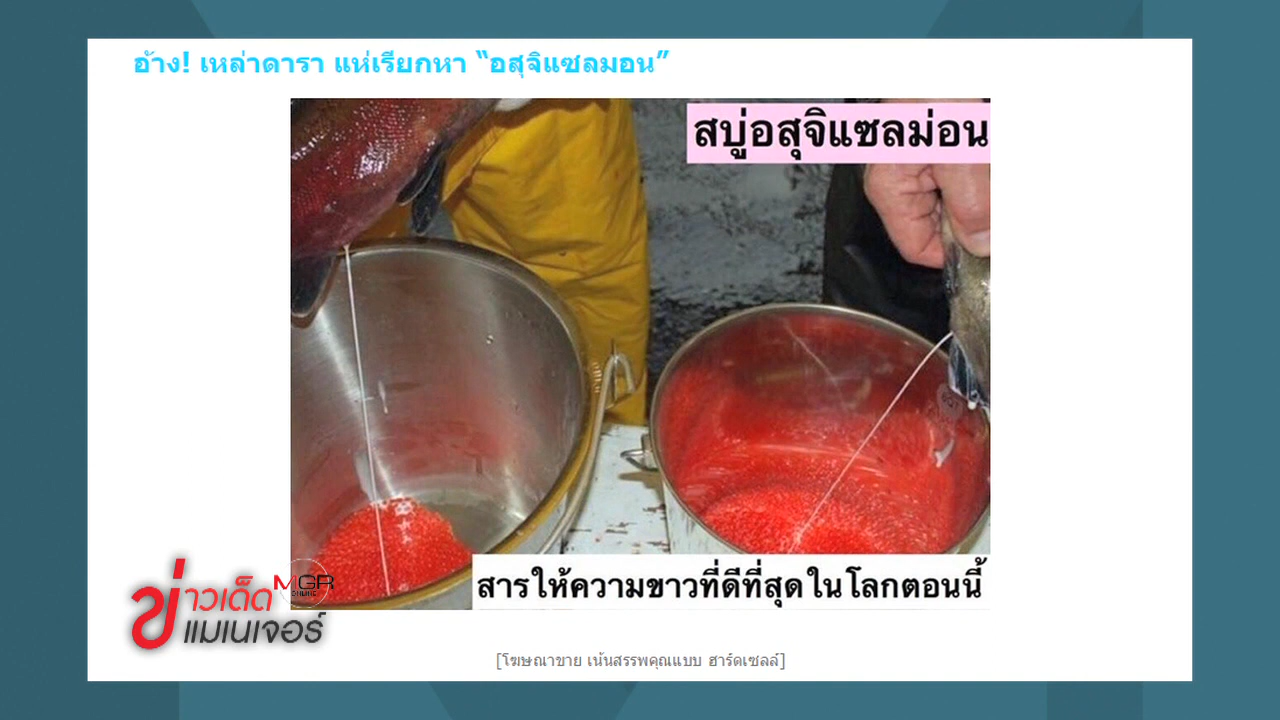 อ้าง! เหล่าดารา แห่เรียกหา “อสุจิแซลมอน”
สบู่อสุจิแซลม่อน
สารให้ความขาวที่ดีที่สุดในโลกตอนนี้
ข่าวเด็ด
MGR
ONLINE
แมเนเจอร์
[โฆษณาขาย เน้นสรรพคุณแบบ ฮาร์ดเซลล์]